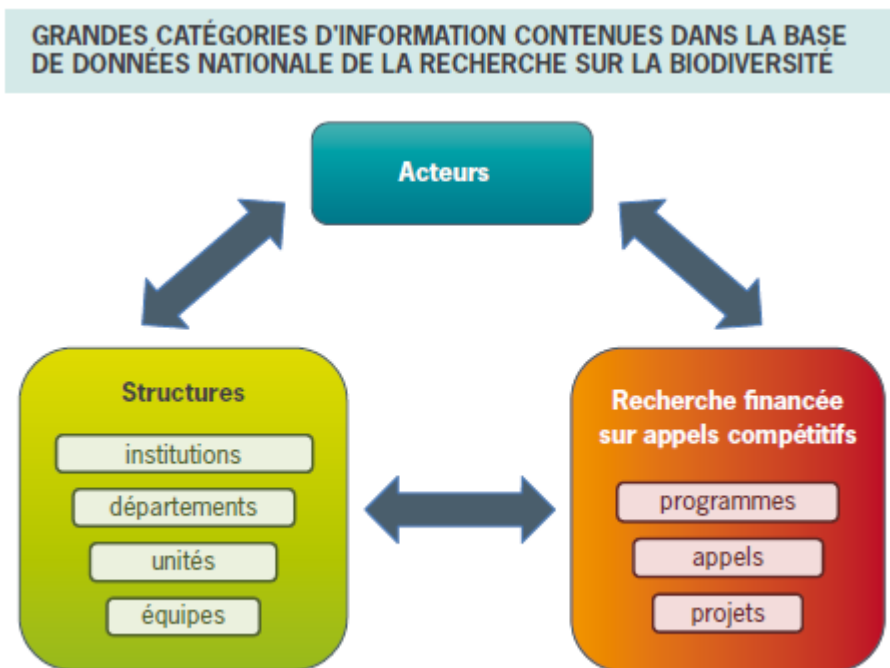 GRANDES CATÉGORIES D'INFORMATION CONTENUES DANS LA BASE
DE DONNÉES NATIONALE DE LA RECHERCHE SUR LA BIODIVERSITÉ
Acteurs
Structures
institutions
départements
unités
équipes
Recherche financée
sur appels compétitifs
programmes
appels
projets